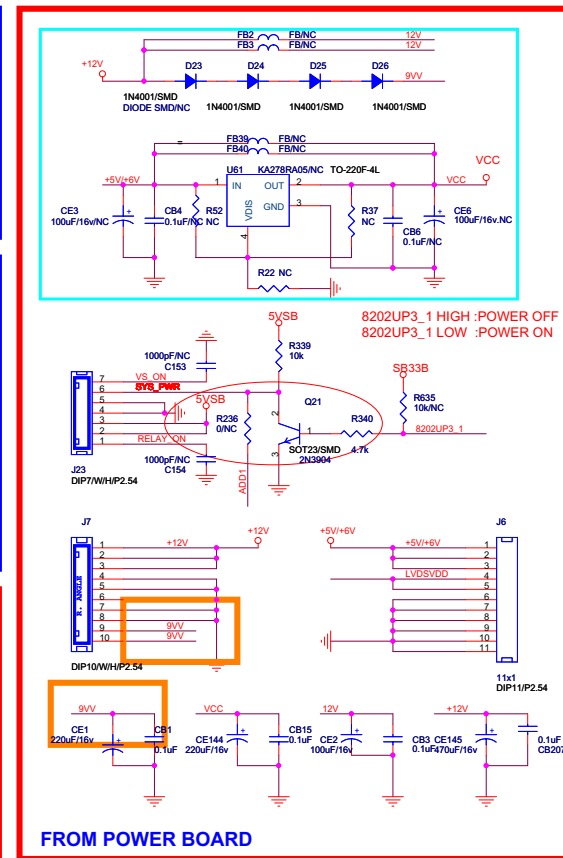 FB2 FB/NC 12V
FB3 FB/NC 12V
+12V D23 D24 D25 D26 9VV
1N4001/SMD
DIODE SMD/NC 1N4001/SMD 1N4001/SMD 1N4001/SMD
FB39 FB/NC
=
FB40 FB/NC
U61 KA278RA05/NC TO-220F-4L
VCC
+5V/+6V 1 IN OUT 2 VCC
GND 3
VDIS
4
CE3
100uF/16v/NC
CB4
0.1uF/NC
R52
NC
R37
NC
CB6
0.1uF/NC
CE6
100uF/16v.NC
R22 NC
8202UP3_1 HIGH :POWER OFF
8202UP3_1 LOW :POWER ON
5VSB
1000pF/NC
C153
R339
10k
SB33B
7 VS_ON
6 SYS_PWR
5
4
3
2
1 RELAY_ON
5VSB
R236
0/NC
Q21
2
1
3
R340
4.7k
R635
10k/NC
8202UP3_1
SOT23/SMD
2N3904
1000pF/NC
C154
ADD1
J23
DIP7/W/H/P2.54
J7
+12V
+5V/+6V
J6
1 +12V
2
3
4
5
6
7
8
9 9VV
10 9VV
R. ANGLE
DIP10/W/H/P2.54
+5V/+6V 1
2
3
LVDSVDD 4
5
6
7
8
9
10
11
11x1
DIP11/P2.54
9VV
CE1
220uF/16v
CB1
0.1uF
VCC
CE144
220uF/16v
CB15
0.1uF
12V
CE2
100uF/16v
CB3
0.1uF
+12V
CE145
470uF/16v
0.1uF
CB207
FROM POWER BOARD